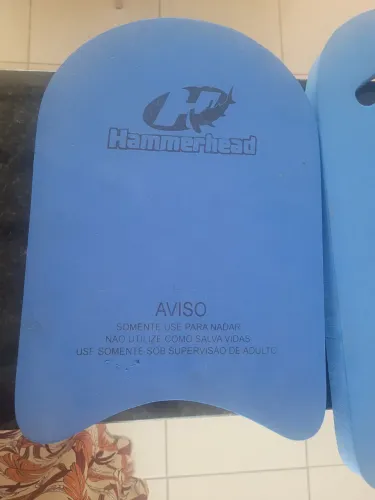 Hammerhead
AVISO
SOMENTE USE PARA NADAR
NÃO UTILIZE COMO SALVA VIDAS
USE SOMENTE SOB SUPERVISÃO DE ADULTO